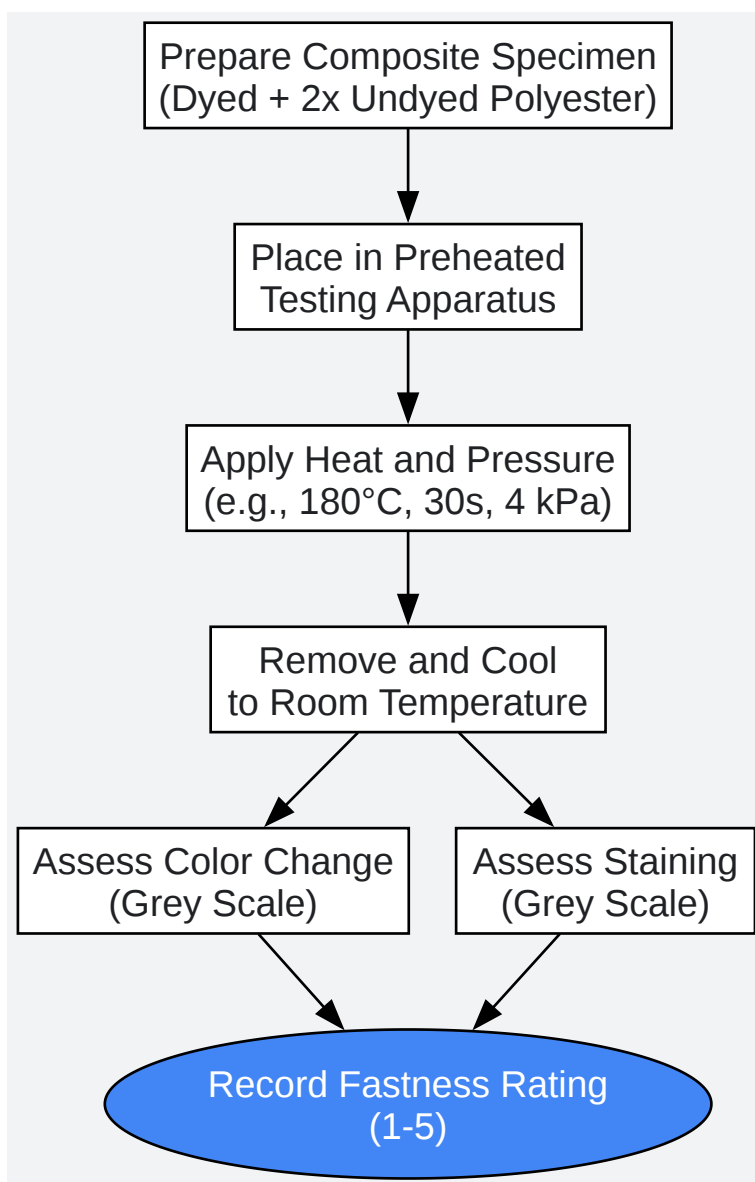 Prepare Composite Specimen
(Dyed + 2x Undyed Polyester)
Place in Preheated
Testing Apparatus
Apply Heat and Pressure
(e.g., 180°C, 30s, 4 kPa)
Remove and Cool
to Room Temperature
Assess Color Change
(Grey Scale)
Assess Staining
(Grey Scale)
Record Fastness Rating
(1-5)